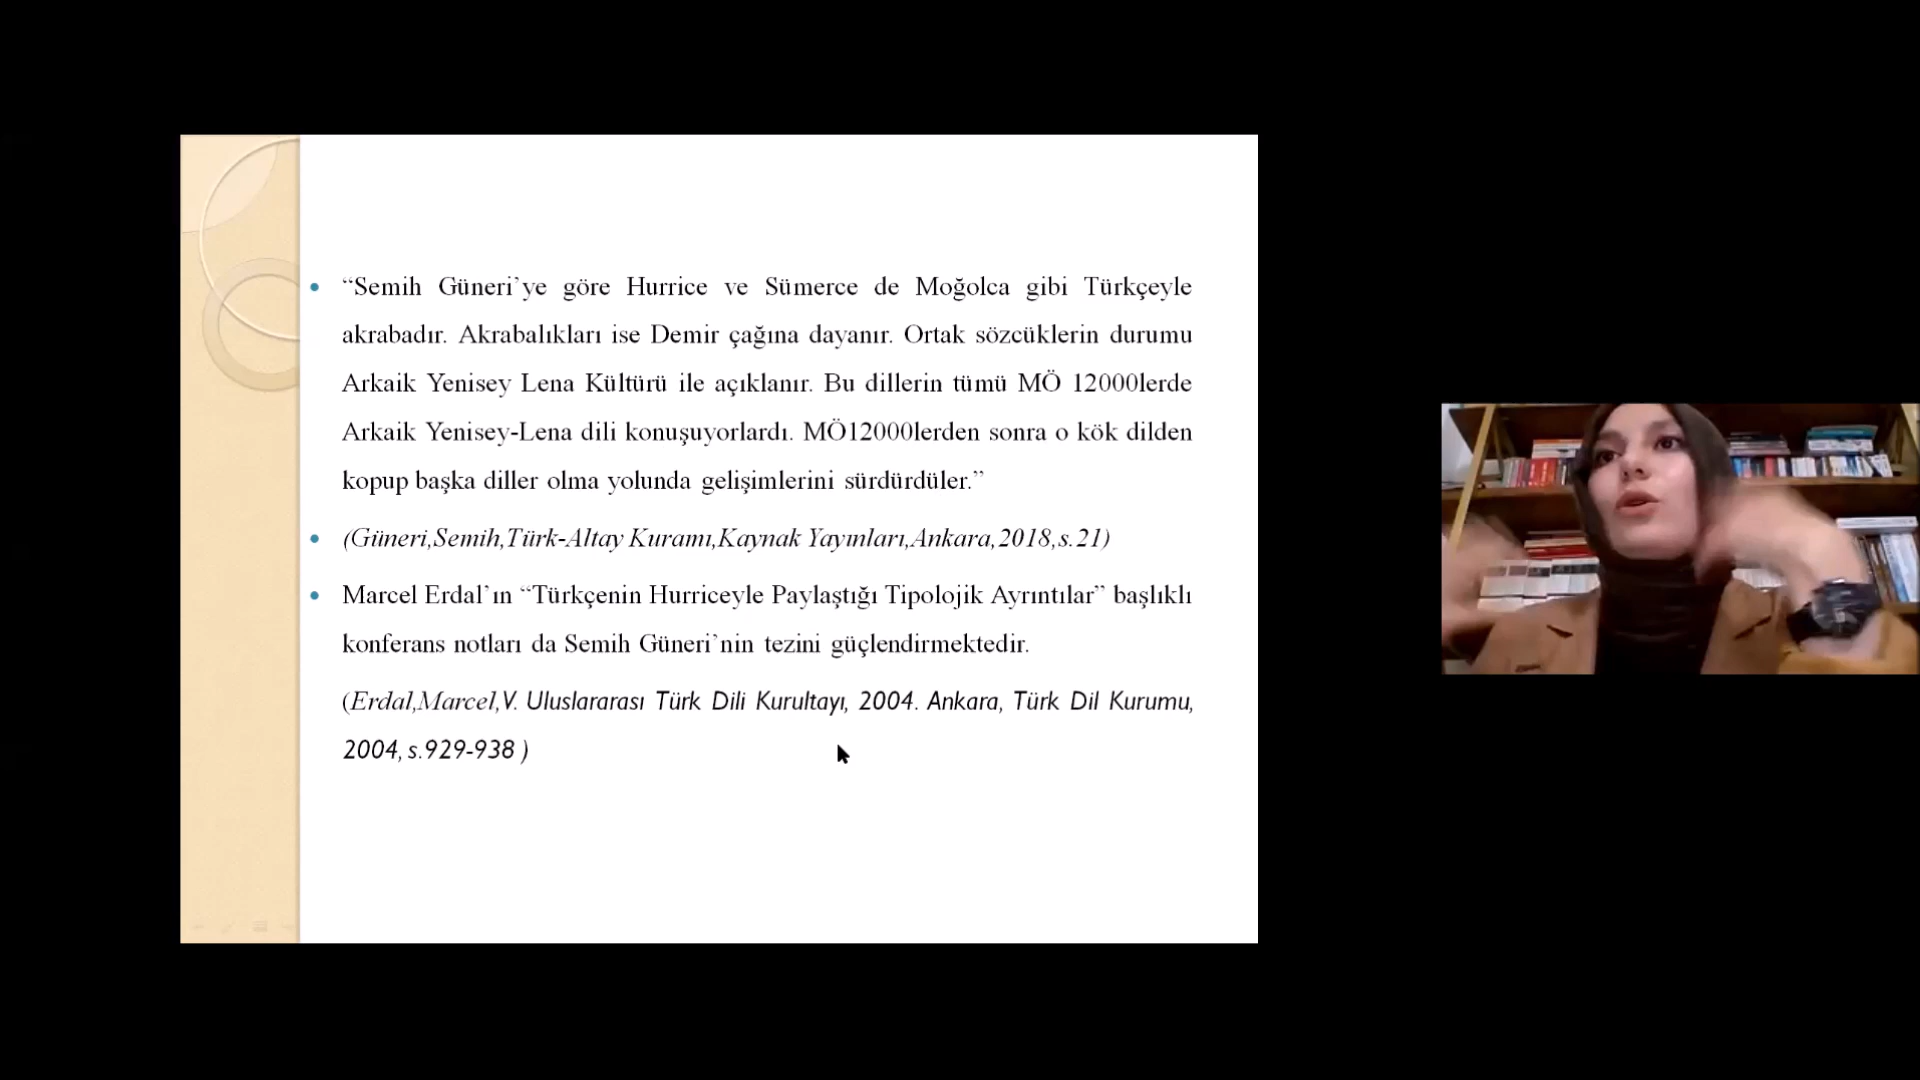 “Semih Güneri’ye göre Hurrice ve Sümerce de Moğolca gibi Türkçeyle
akrabadır. Akrabalıkları ise Demir çağına dayanır. Ortak sözcüklerin durumu
Arkaik Yenisey Lena Kültürü ile açıklanır. Bu dillerin tümü MÖ 12000lerde
Arkaik Yenisey-Lena dili konuşuyorlardı. MÖ12000lerden sonra o kök dilden
kopup başka diller olma yolunda gelişimlerini sürdürdüler.”
(Güneri,Semih,Türk-Altay Kuramı,Kaynak Yayınları,Ankara,2018,s.21)
Marcel Erdal’ın “Türkçenin Hurriceyle Paylaştığı Tipolojik Ayrıntılar” başlıklı
konferans notları da Semih Güneri’nin tezini güçlendirmektedir.
(Erdal,Marcel,V. Uluslararası Türk Dili Kurultayı, 2004. Ankara, Türk Dil Kurumu,
2004, s.929-938 )